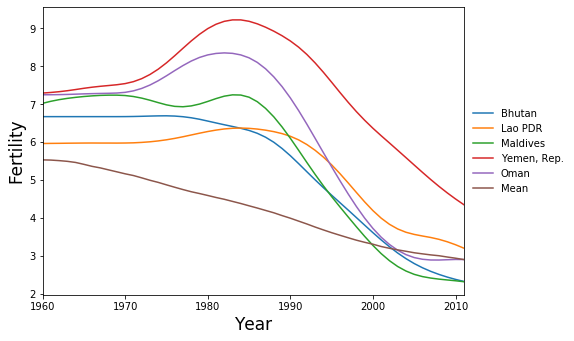 Fertility
9
8
7
6
5
4
3
2
1960 1970 1980 1990 2000 2010
Year
Bhutan
Lao PDR
Maldives
Yemen, Rep.
Oman
Mean